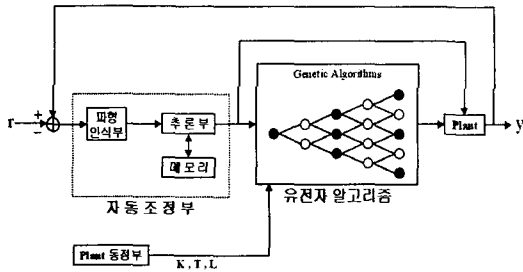 Genetic Algorithms
r
+
−
파형
인식부
추론부
메모리
Plant
y
자 동 조 정 부
유전자 알고리즘
Plant 동정부
K, T, L